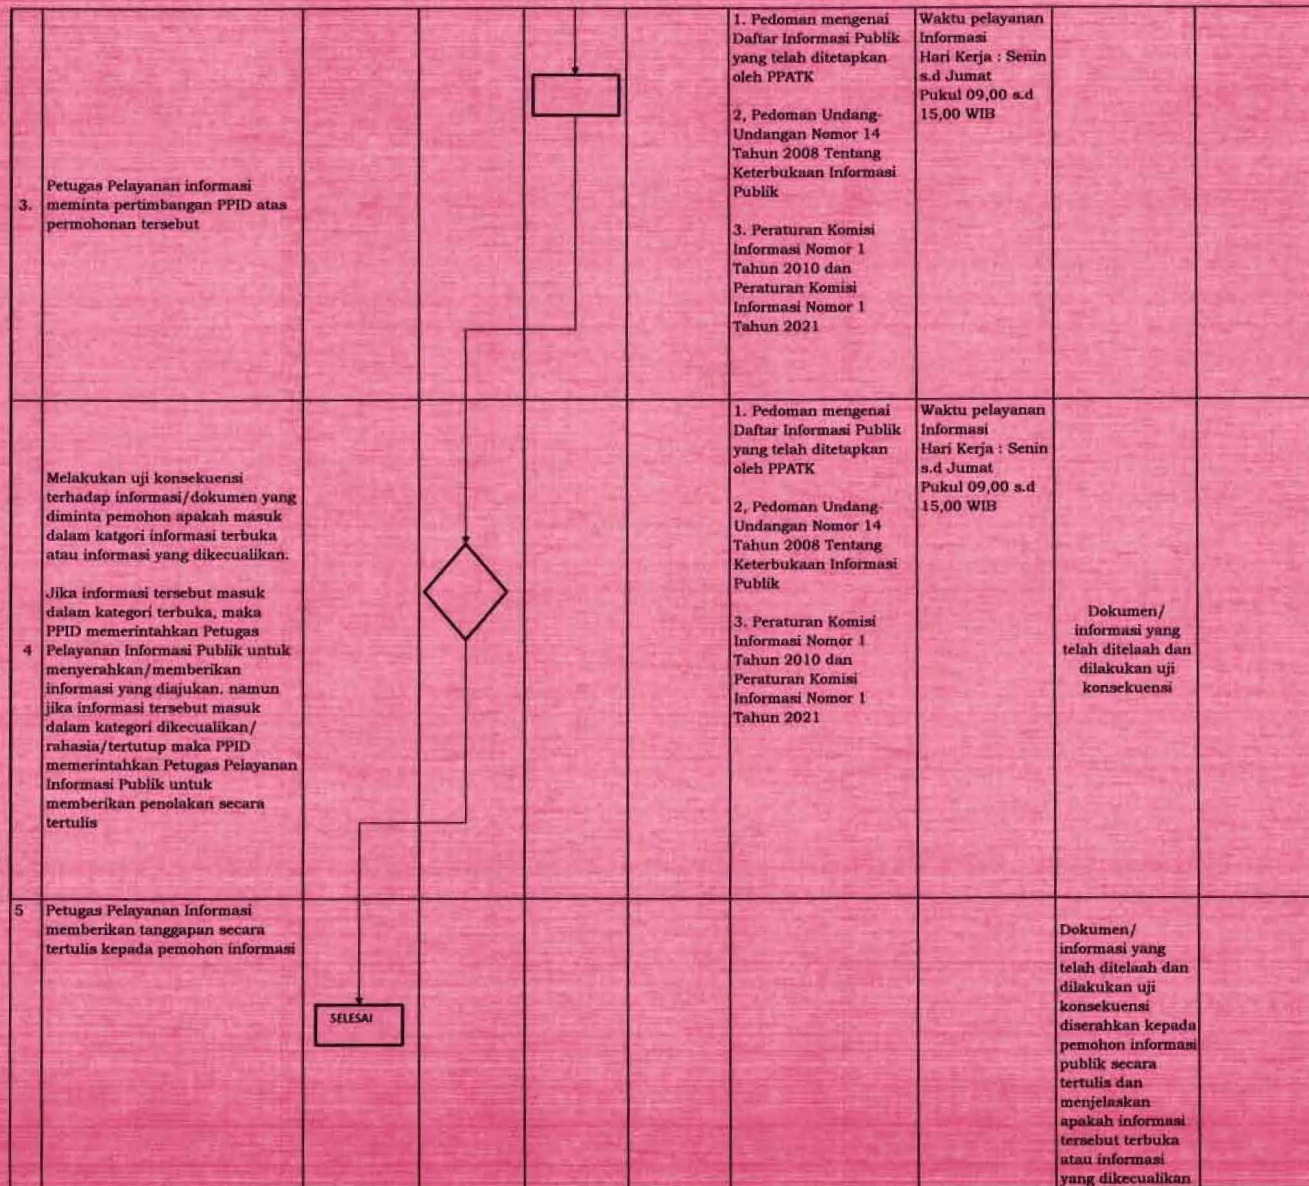 3.
Petugas Pelayanan informasi
meminta pertimbangan PPID atas
permohonan tersebut
1. Pedoman mengenai
Daftar Informasi Publik
yang telah ditetapkan
oleh PPATK
2, Pedoman Undang-
Undangan Nomor 14
Tahun 2008 Tentang
Keterbukaan Informasi
Publik
3. Peraturan Komisi
Informasi Nomor 1
Tahun 2010 dan
Peraturan Komisi
Informasi Nomor 1
Tahun 2021
Waktu pelayanan
Informasi
Hari Kerja : Senin
s.d Jumat
Pukul 09,00 s.d
15,00 WIB
4
Melakukan uji konsekuensi
terhadap informasi/dokumen yang
diminta pemohon apakah masuk
dalam katgori informasi terbuka
atau informasi yang dikecualikan.
Jika informasi tersebut masuk
dalam kategori terbuka, maka
PPID memerintahkan Petugas
Pelayanan Informasi Publik untuk
menyerahkan/memberikan
informasi yang diajukan. namun
jika informasi tersebut masuk
dalam kategori dikecualikan/
rahasia/tertutup maka PPID
memerintahkan Petugas Pelayanan
Informasi Publik untuk
memberikan penolakan secara
tertulis
1. Pedoman mengenai
Daftar Informasi Publik
yang telah ditetapkan
oleh PPATK
2, Pedoman Undang-
Undangan Nomor 14
Tahun 2008 Tentang
Keterbukaan Informasi
Publik
3. Peraturan Komisi
Informasi Nomor 1
Tahun 2010 dan
Peraturan Komisi
Informasi Nomor 1
Tahun 2021
Waktu pelayanan
Informasi
Hari Kerja : Senin
s.d Jumat
Pukul 09,00 s.d
15,00 WIB
Dokumen/
informasi yang
telah ditelaah dan
dilakukan uji
konsekuensi
5
Petugas Pelayanan Informasi
memberikan tanggapan secara
tertulis kepada pemohon informasi
SELESAI
Dokumen/
informasi yang
telah ditelaah dan
dilakukan uji
konsekuensi
diserahkan kepada
pemohon informasi
publik secara
tertulis dan
menjelaskan
apakah informasi
tersebut terbuka
atau informasi
yang dikecualikan